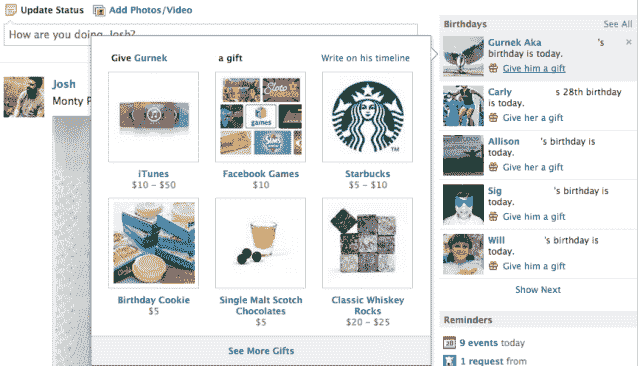 Update Status Add Photos/Video
How are you doing, Josh?
Josh
Monty P
Give Gurnek a gift Write on his timeline
iTunes
$10 – $50
Facebook Games
$10
Starbucks
$5 – $10
games
TM
Birthday Cookie
$5
Single Malt Scotch
Chocolates
$5
Classic Whiskey
Rocks
$20 – $25
See More Gifts
Birthdays See All
Gurnek Aka 's
birthday is today.
Give him a gift
Carly s 28th birthday
is today.
Give her a gift
Allison 's birthday is
today.
Give her a gift
Sig 's birthday is
today.
Give him a gift
Will 's birthday is
today.
Give him a gift
Show Next
Reminders
9 events today
1 request from